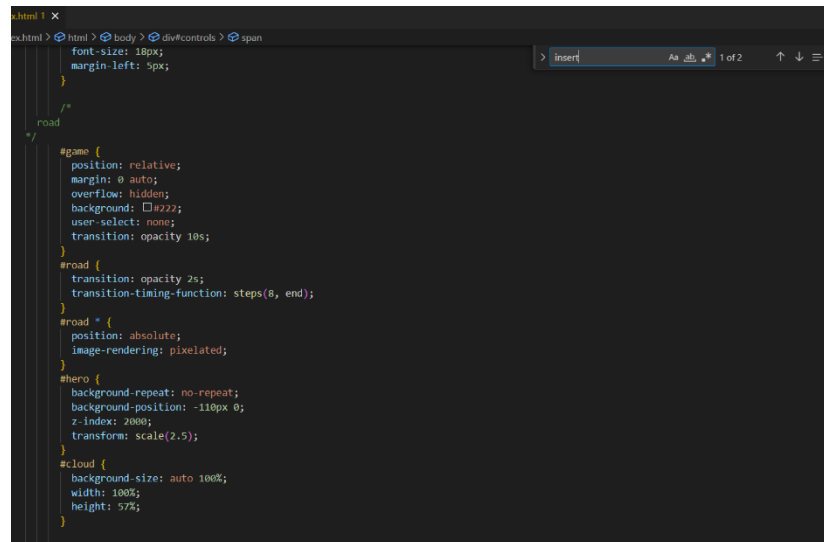 x.html 1 ×
ex.html > html > body > div#controls > span
insert Aa ab .* 1 of 2
font-size: 18px;
margin-left: 5px;
}
/*
road
*/
#game {
position: relative;
margin: 0 auto;
overflow: hidden;
background: #222;
user-select: none;
transition: opacity 10s;
}
#road {
transition: opacity 2s;
transition-timing-function: steps(8, end);
}
#road * {
position: absolute;
image-rendering: pixelated;
}
#hero {
background-repeat: no-repeat;
background-position: -110px 0;
z-index: 2000;
transform: scale(2.5);
}
#cloud {
background-size: auto 100%;
width: 100%;
height: 57%;
}